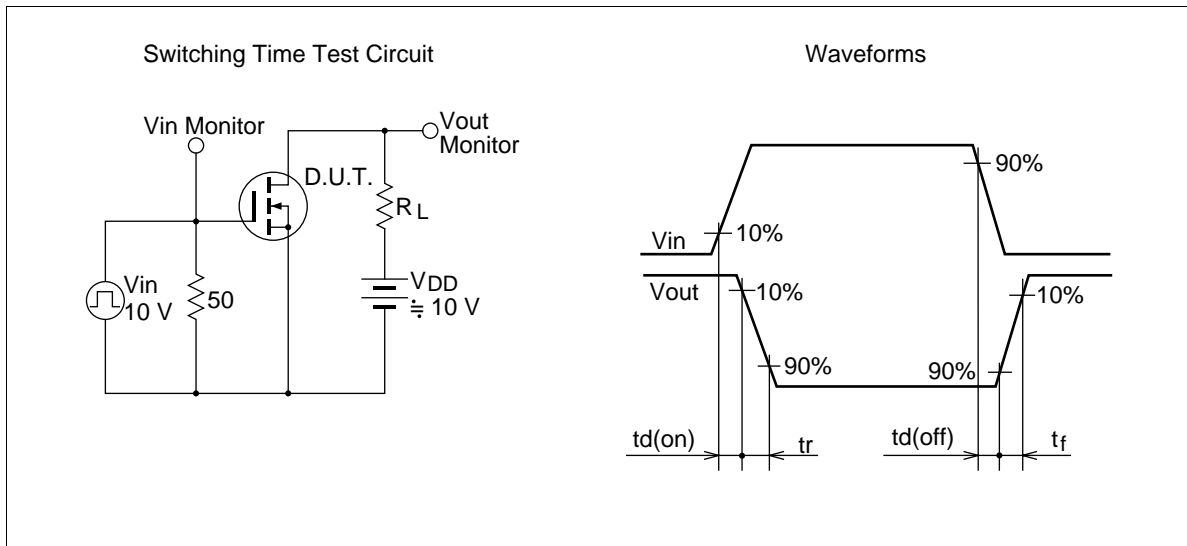 Switching Time Test Circuit
Vin Monitor
Vout
Monitor
D.U.T.
RL
Vin
10 V
50
VDD
≒ 10 V
Waveforms
Vin
10%
90%
Vout
10%
90%
90%
10%
td(on)
tr
td(off)
tf